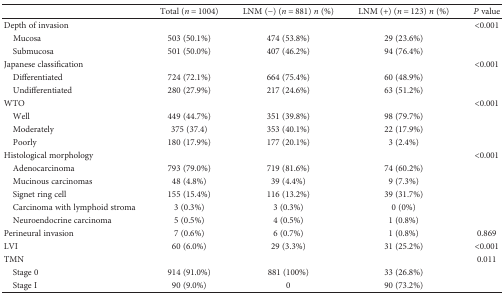 Total (n = 1004) LNM (−) (n = 881) n (%) LNM (+) (n = 123) n (%) P value
Depth of invasion <0.001
Mucosa 503 (50.1%) 474 (53.8%) 29 (23.6%)
Submucosa 501 (50.0%) 407 (46.2%) 94 (76.4%)
Japanese classification <0.001
Differentiated 724 (72.1%) 664 (75.4%) 60 (48.9%)
Undifferentiated 280 (27.9%) 217 (24.6%) 63 (51.2%)
WTO <0.001
Well 449 (44.7%) 351 (39.8%) 98 (79.7%)
Moderately 375 (37.4) 353 (40.1%) 22 (17.9%)
Poorly 180 (17.9%) 177 (20.1%) 3 (2.4%)
Histological morphology <0.001
Adenocarcinoma 793 (79.0%) 719 (81.6%) 74 (60.2%)
Mucinous carcinomas 48 (4.8%) 39 (4.4%) 9 (7.3%)
Signet ring cell 155 (15.4%) 116 (13.2%) 39 (31.7%)
Carcinoma with lymphoid stroma 3 (0.3%) 3 (0.3%) 0 (0%)
Neuroendocrine carcinoma 5 (0.5%) 4 (0.5%) 1 (0.8%)
Perineural invasion 7 (0.6%) 6 (0.7%) 1 (0.8%) 0.869
LVI 60 (6.0%) 29 (3.3%) 31 (25.2%) <0.001
TMN 0.011
Stage 0 914 (91.0%) 881 (100%) 33 (26.8%)
Stage I 90 (9.0%) 0 90 (73.2%)